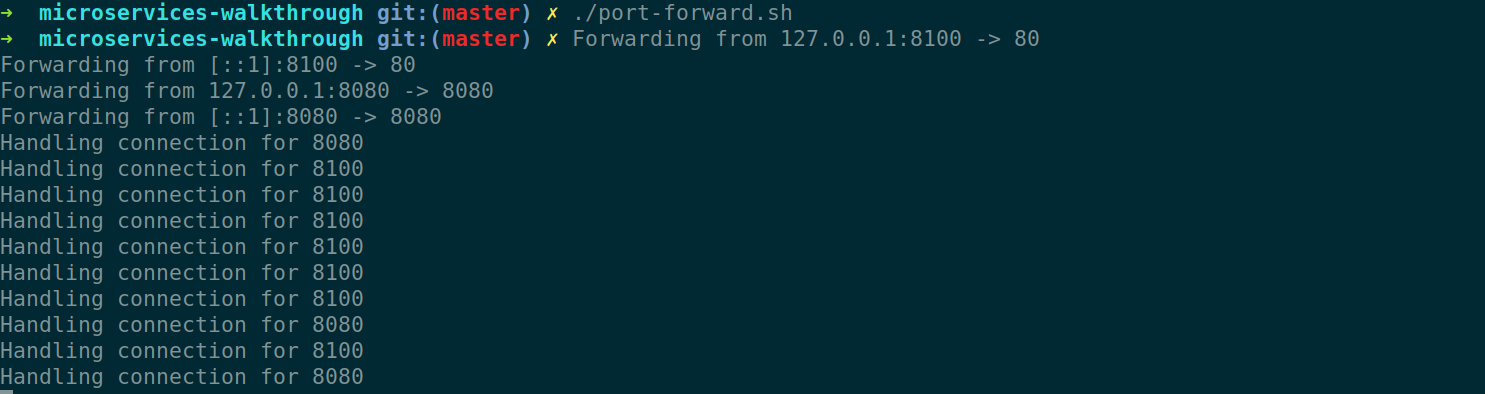 ➜  microservices-walkthrough git:(master) ✗ ./port-forward.sh
➜  microservices-walkthrough git:(master) ✗ Forwarding from 127.0.0.1:8100 -> 80
Forwarding from [::1]:8100 -> 80
Forwarding from 127.0.0.1:8080 -> 8080
Forwarding from [::1]:8080 -> 8080
Handling connection for 8080
Handling connection for 8100
Handling connection for 8100
Handling connection for 8100
Handling connection for 8100
Handling connection for 8100
Handling connection for 8100
Handling connection for 8080
Handling connection for 8100
Handling connection for 8080